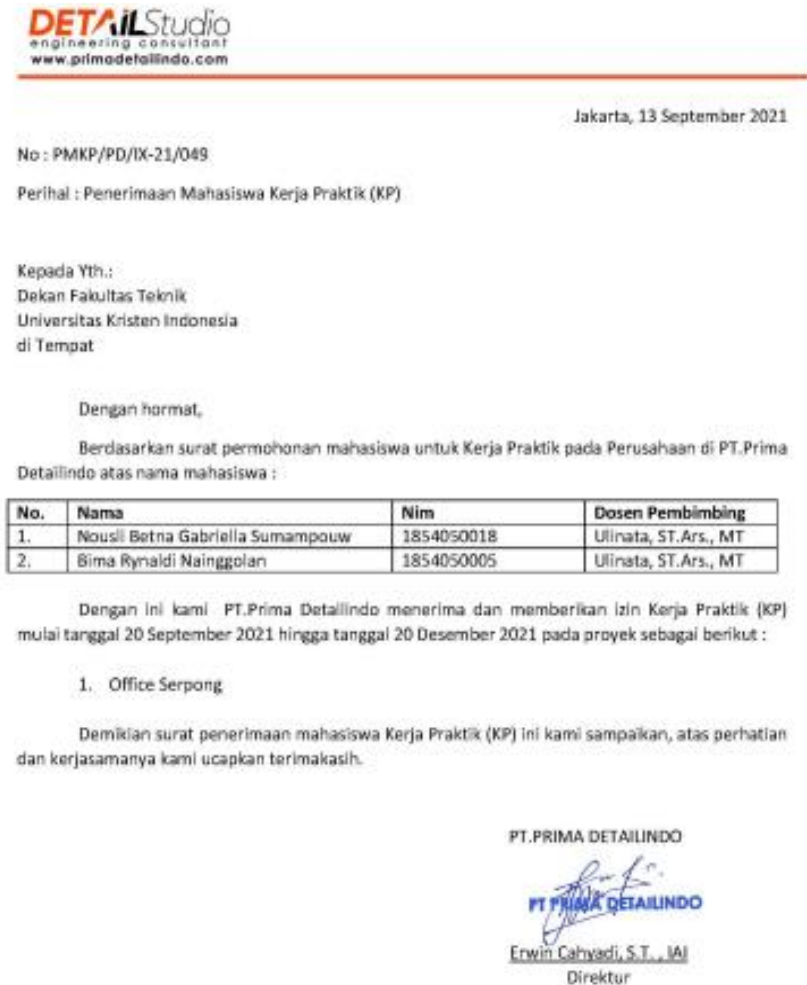 DETAILStudio
engineering consultant
www.primadetailindo.com
Jakarta, 13 September 2021
No : PMKP/PD/IX-21/049
Perihal : Penerimaan Mahasiswa Kerja Praktik (KP)
Kepada Yth.:
Dekan Fakultas Teknik
Universitas Kristen Indonesia
di Tempat
Dengan hormat,
Berdasarkan surat permohonan mahasiswa untuk Kerja Praktik pada Perusahaan di PT.Prima
Detailindo atas nama mahasiswa :
No. Nama Nim Dosen Pembimbing
1. Nousli Betna Gabriella Sumampouw 1854050018 Ulinata, ST.Ars., MT
2. Bima Rynaldi Nainggolan 1854050005 Ulinata, ST.Ars., MT
Dengan ini kami PT.Prima Detailindo menerima dan memberikan izin Kerja Praktik (KP)
mulai tanggal 20 September 2021 hingga tanggal 20 Desember 2021 pada proyek sebagai berikut :
1. Office Serpong
Demikian surat penerimaan mahasiswa Kerja Praktik (KP) ini kami sampaikan, atas perhatian
dan kerjasamanya kami ucapkan terimakasih.
PT.PRIMA DETAILINDO
PT PRIMA DETAILINDO
Erwin Cahyadi, S.T. , IAI
Direktur